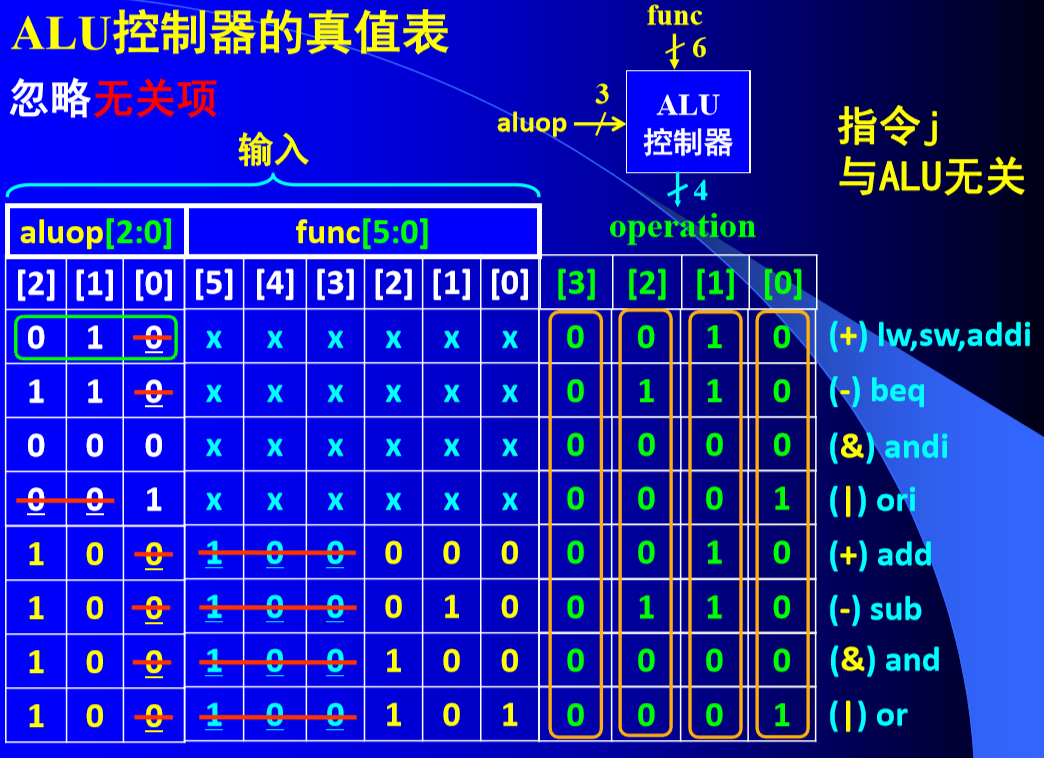 ALU控制器的真值表
忽略无关项
func
6
3
aluop
ALU
控制器
4
operation
指令j
与ALU无关
输入
aluop[2:0] func[5:0]
[2] [1] [0] [5] [4] [3] [2] [1] [0] [3] [2] [1] [0]
0 1 0 x x x x x x 0 0 1 0 (+) lw,sw,addi
1 1 0 x x x x x x 0 1 1 0 (-) beq
0 0 0 x x x x x x 0 0 0 0 (&) andi
0 0 1 x x x x x x 0 0 0 1 (|) ori
1 0 0 1 0 0 0 0 0 0 0 1 0 (+) add
1 0 0 1 0 0 0 1 0 0 1 1 0 (-) sub
1 0 0 1 0 0 1 0 0 0 0 0 0 (&) and
1 0 0 1 0 0 1 0 1 0 0 0 1 (|) or